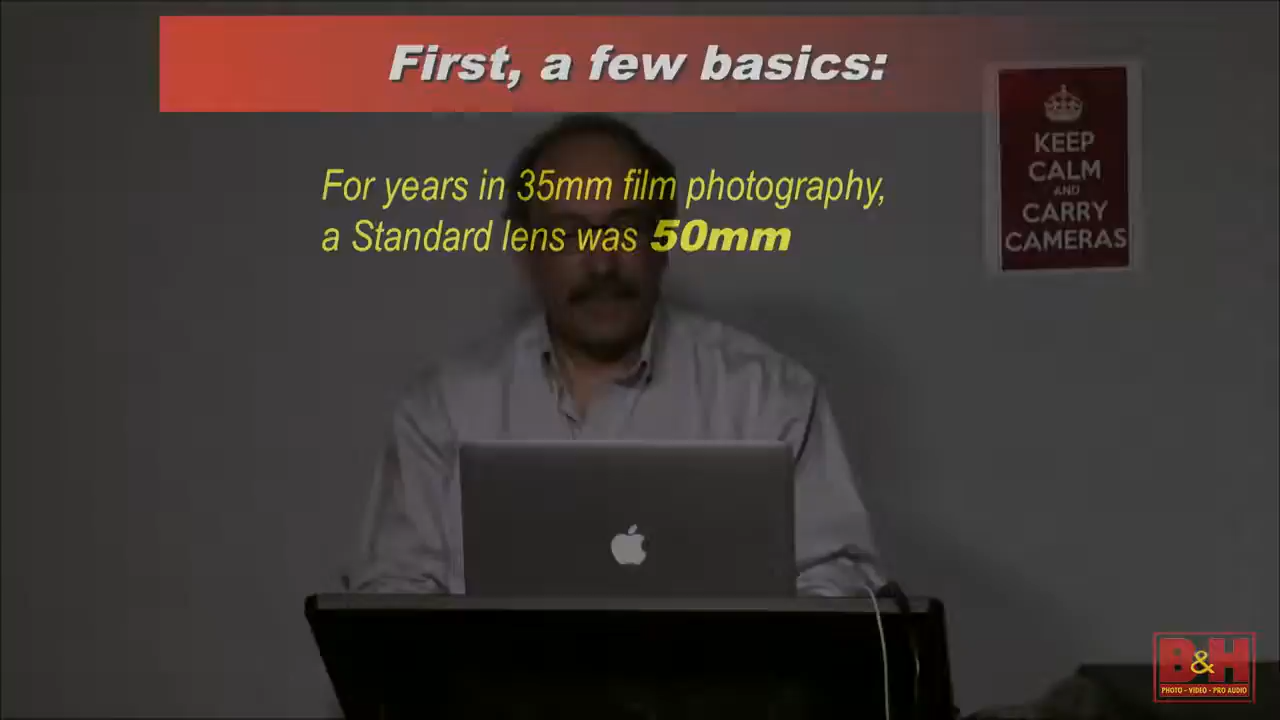 First, a few basics:
For years in 35mm film photography,
a Standard lens was 50mm
KEEP
CALM
AND
CARRY
CAMERAS
B&H
PHOTO - VIDEO - PRO AUDIO